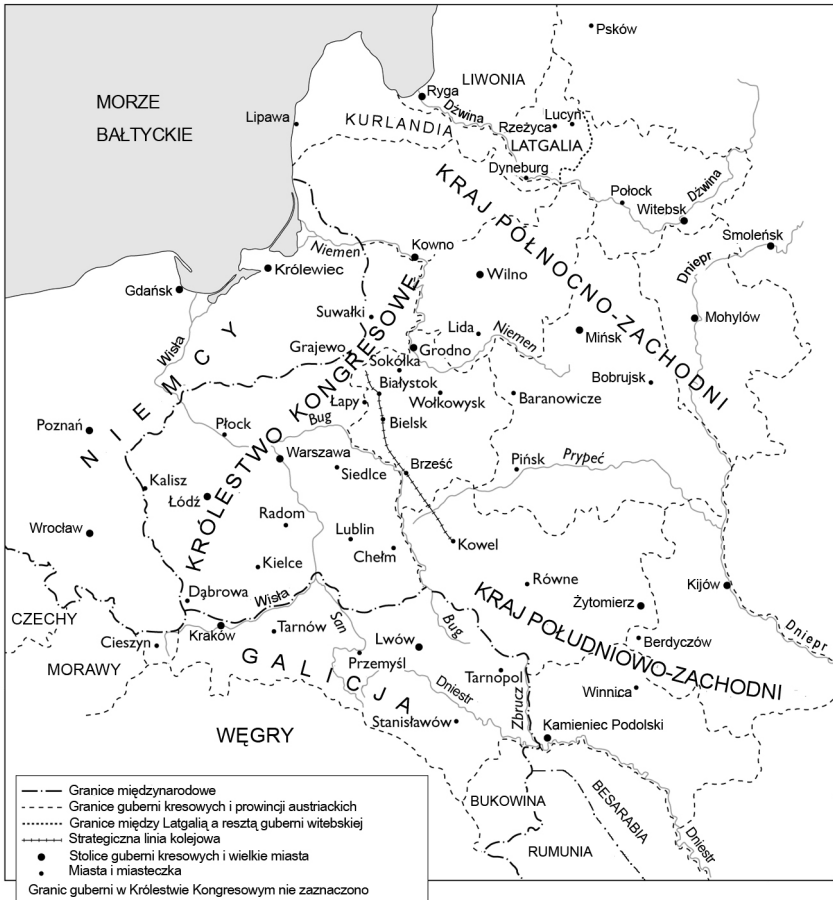 Psków
MORZE
BAŁTYCKIE
LIWONIA
Ryga
Dźwina
Lipawa
KURLANDIA
Lucyn
Rzeżyca
LATGALIA
Dyneburg
KRAJ PÓŁNOCNO-ZACHODNI
Połock
Dźwina
Witebsk
Smoleńsk
Dniepr
Niemen
Kowno
Królewiec
Wilno
Gdańsk
Suwałki
Mohylów
Wisła
Lida
Niemen
Mińsk
Grajewo
Grodno
Sokółka
NIEMCY
KRÓLESTWO KONGRESOWE
Białystok
Bobrujsk
Łapy
Wołkowysk
Baranowicze
Bug
Bielsk
Poznań
Płock
Warszawa
Siedlce
Brześć
Pińsk
Prypeć
Kalisz
Łódź
Radom
Wrocław
Lublin
Chełm
Kowel
Kielce
Równe
Kijów
Dąbrowa
Wisła
Żytomierz
CZECHY
KRAJ POŁUDNIOWO-ZACHODNI
Kraków
Tarnów
San
Bug
Dniepr
Cieszyn
Lwów
Berdyczów
MORAWY
GALICJA
Przemyśl
Tarnopol
Dniestr
Zbrucz
Winnica
Stanisławów
WĘGRY
Kamieniec Podolski
BUKOWINA
BESARABIA
RUMUNIA
Dniestr
Granice międzynarodowe
Granice guberni kresowych i prowincji austriackich
Granice między Latgalią a resztą guberni witebskiej
Strategiczna linia kolejowa
Stolice guberni kresowych i wielkie miasta
Miasta i miasteczka
Granic guberni w Królestwie Kongresowym nie zaznaczono